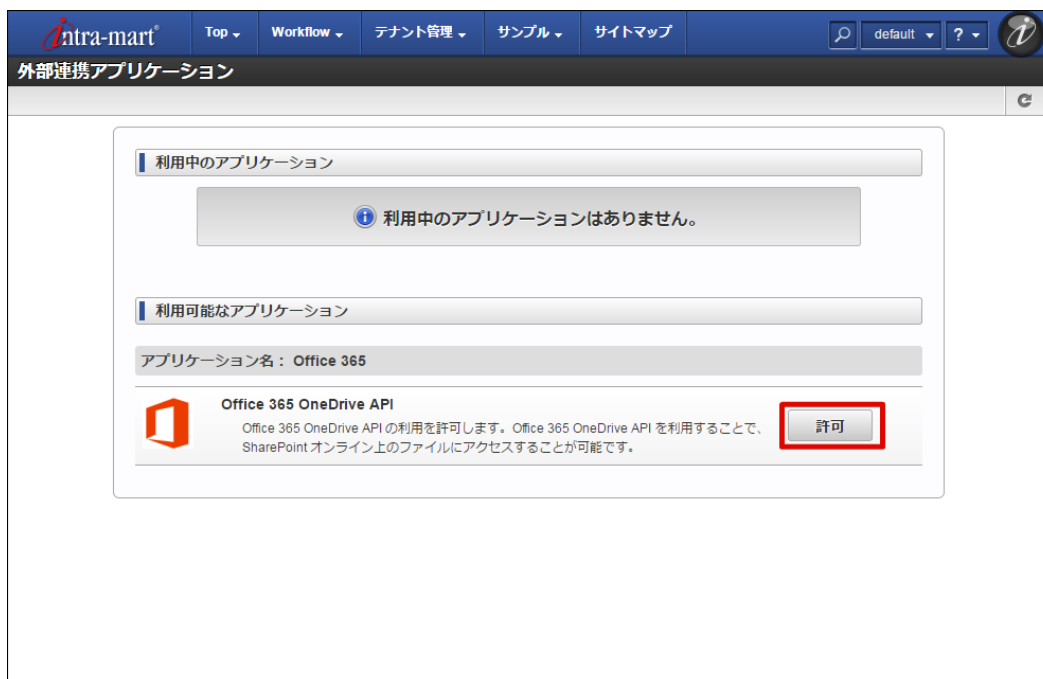 intra-mart® Top Workflow テナント管理 サンプル サイトマップ default ?
外部連携アプリケーション
利用中のアプリケーション
利用中のアプリケーションはありません。
利用可能なアプリケーション
アプリケーション名： Office 365
Office 365 OneDrive API
Office 365 OneDrive API の利用を許可します。Office 365 OneDrive API を利用することで、
SharePoint オンライン上のファイルにアクセスすることが可能です。
許可